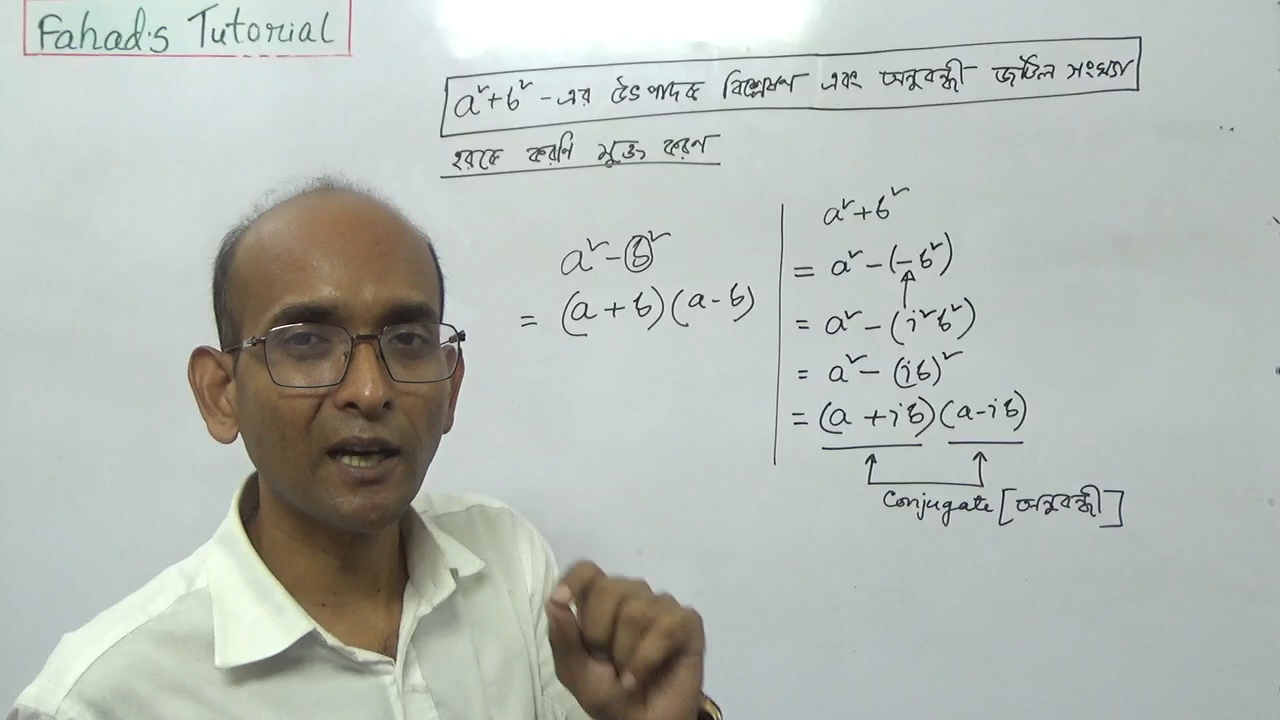 Fahad's Tutorial
a²+b² -এর উৎপাদক বিশ্লেষণ এবং অনুবন্ধী জটিল সংখ্যা
হরকে করণি মুক্ত করণ
a²-b²
= (a+b)(a-b)
a²+b²
= a²-(-b²)
= a²-(i²b²)
= a²-(ib)²
= (a+ib)(a-ib)
Conjugate [অনুবন্ধী]